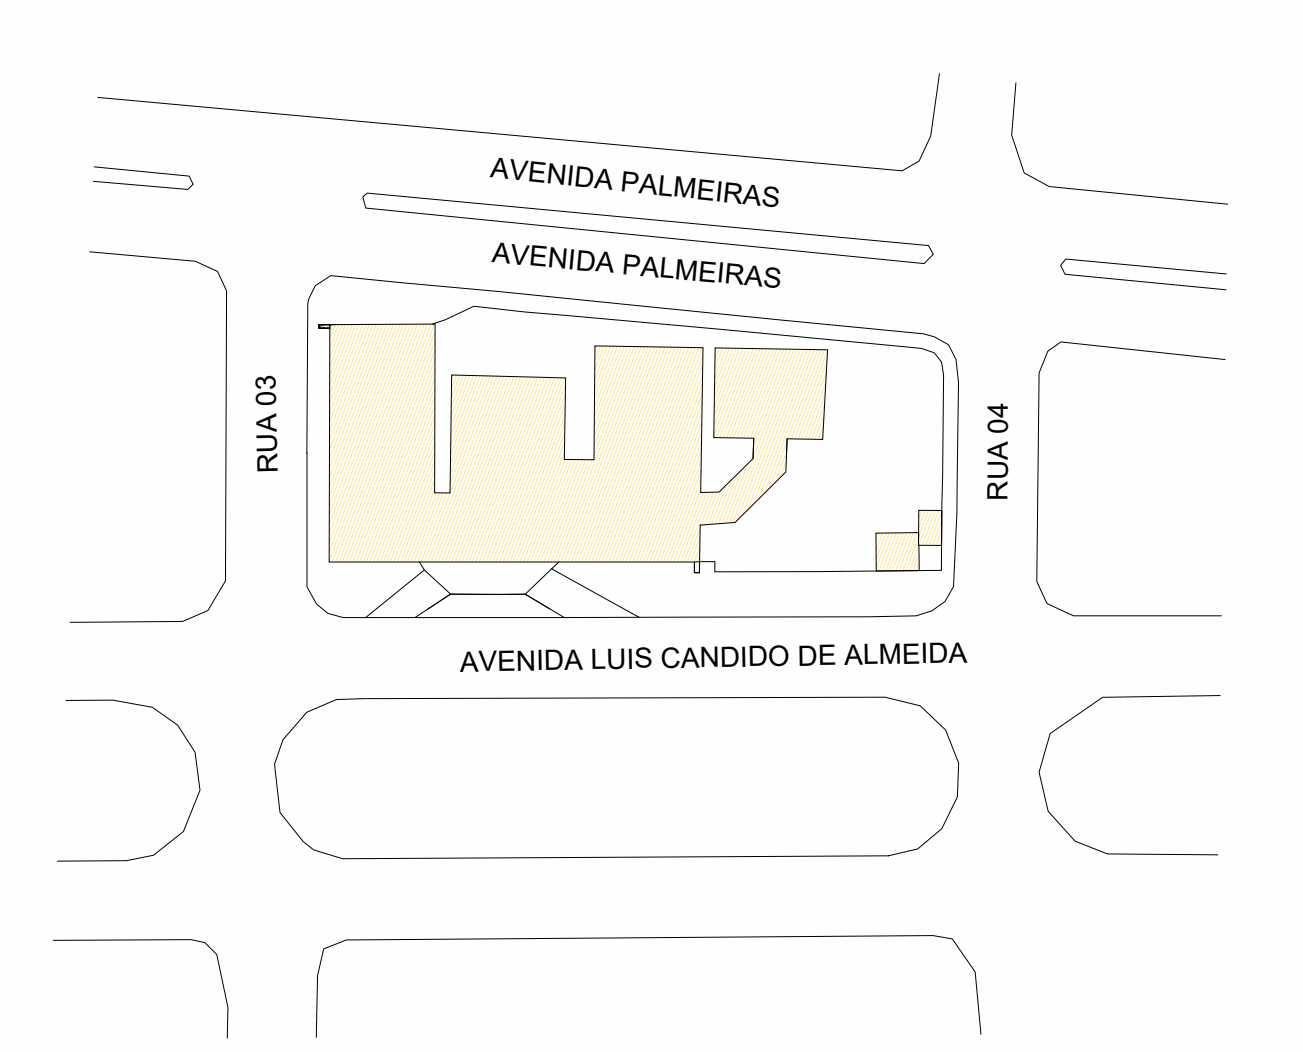 AVENIDA PALMEIRAS
AVENIDA PALMEIRAS
RUA 03
RUA 04
AVENIDA LUIS CANDIDO DE ALMEIDA